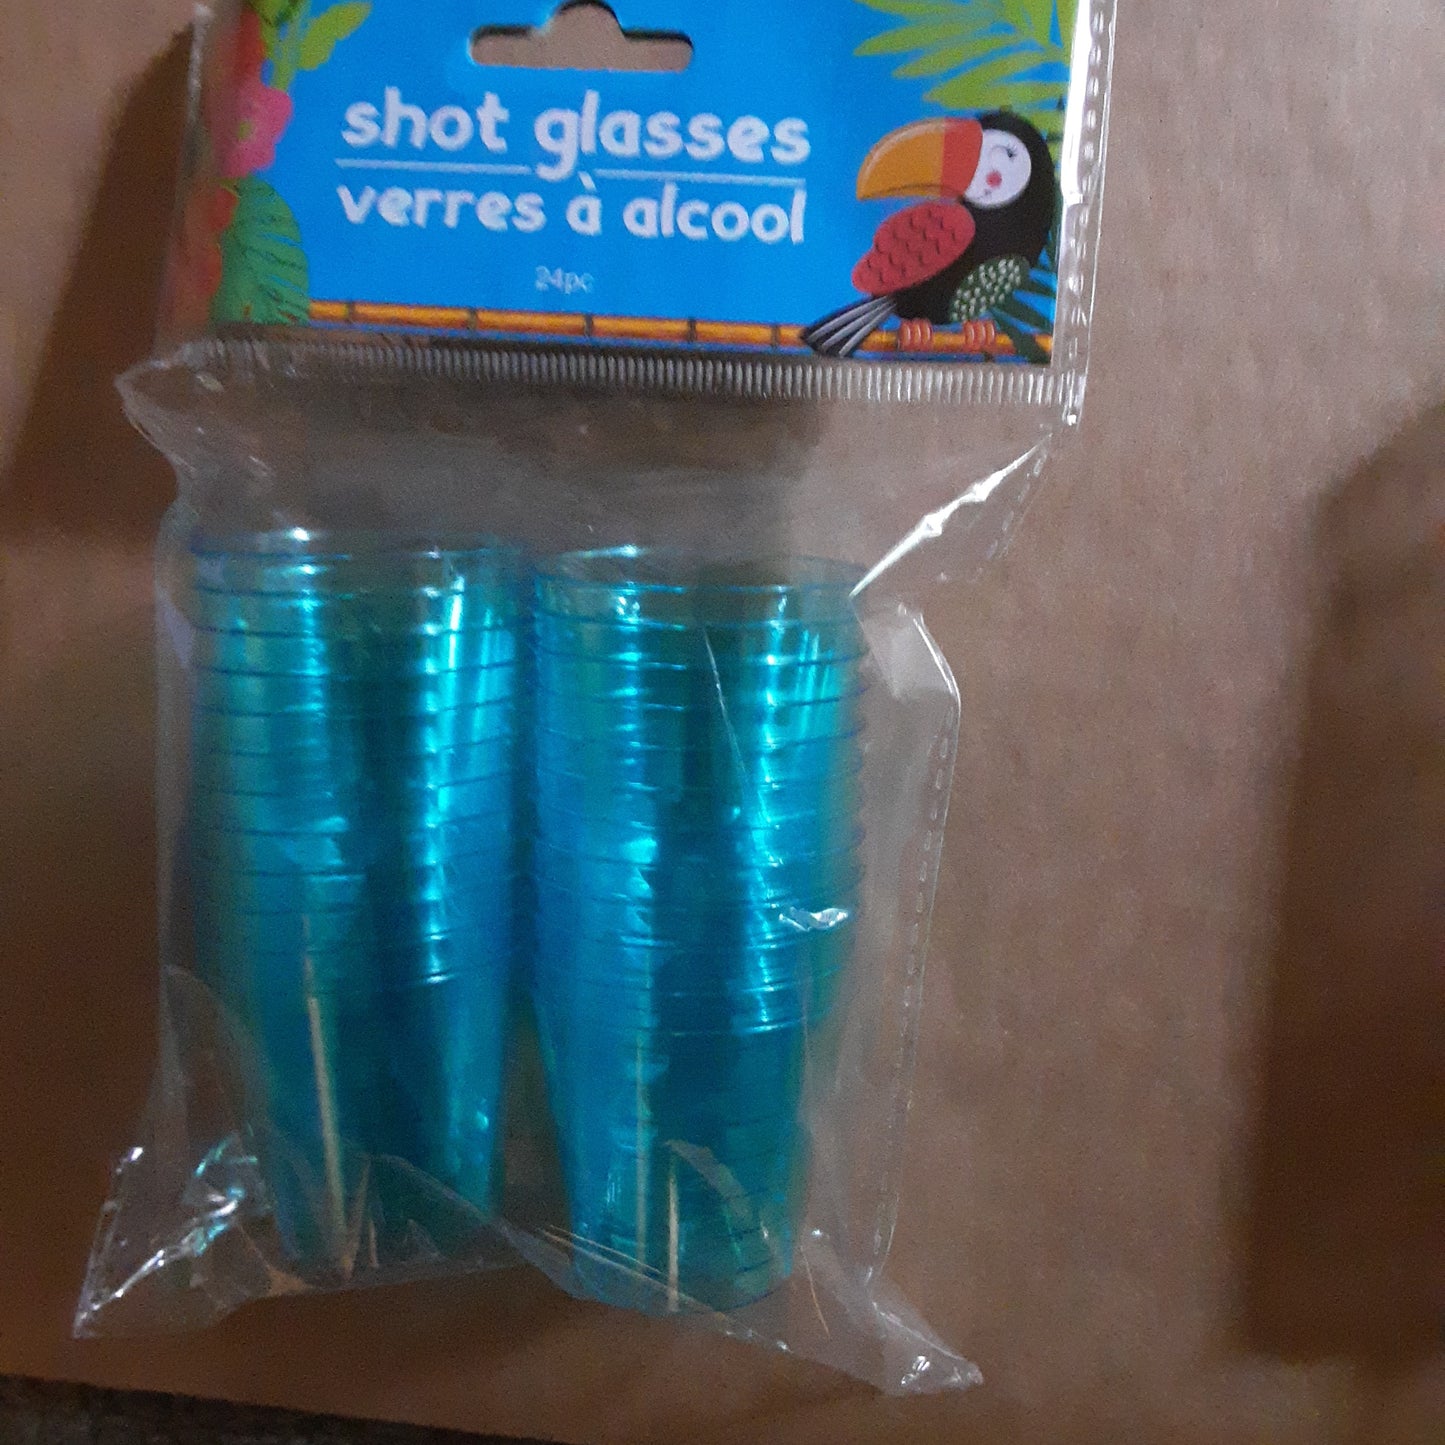 shot glasses
verres à alcool
24pc